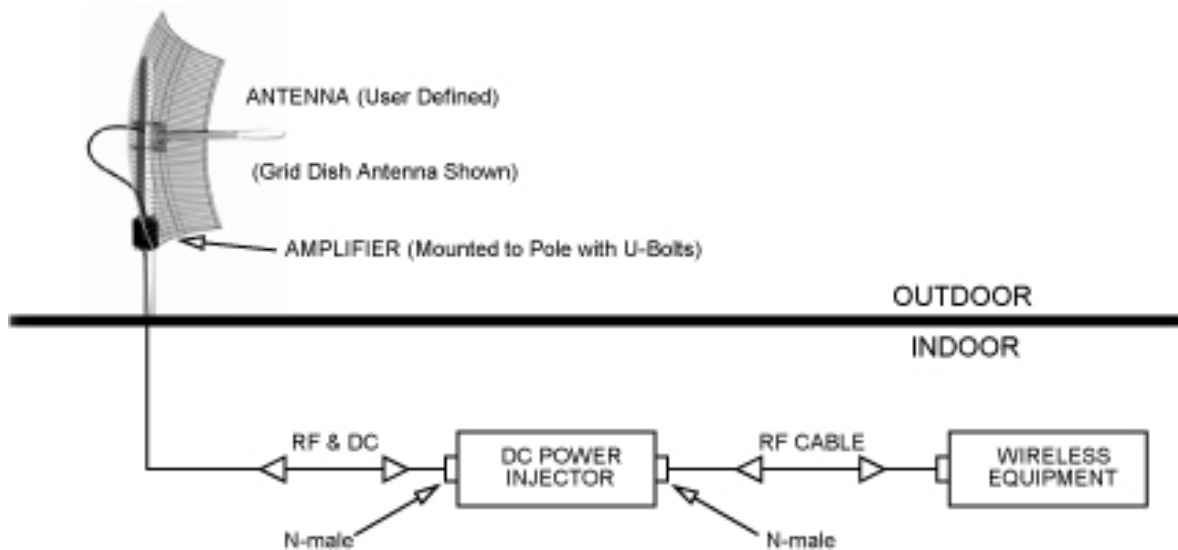 ANTENNA (User Defined)
(Grid Dish Antenna Shown)
AMPLIFIER (Mounted to Pole with U-Bolts)
OUTDOOR
INDOOR
RF & DC
DC POWER
INJECTOR
RF CABLE
WIRELESS
EQUIPMENT
N-male
N-male